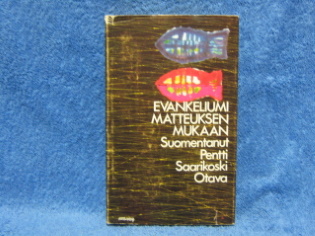 EVANKELIUMI
MATTEUKSEN
MUKAAN
Suomentanut
Pentti
Saarikoski
Otava